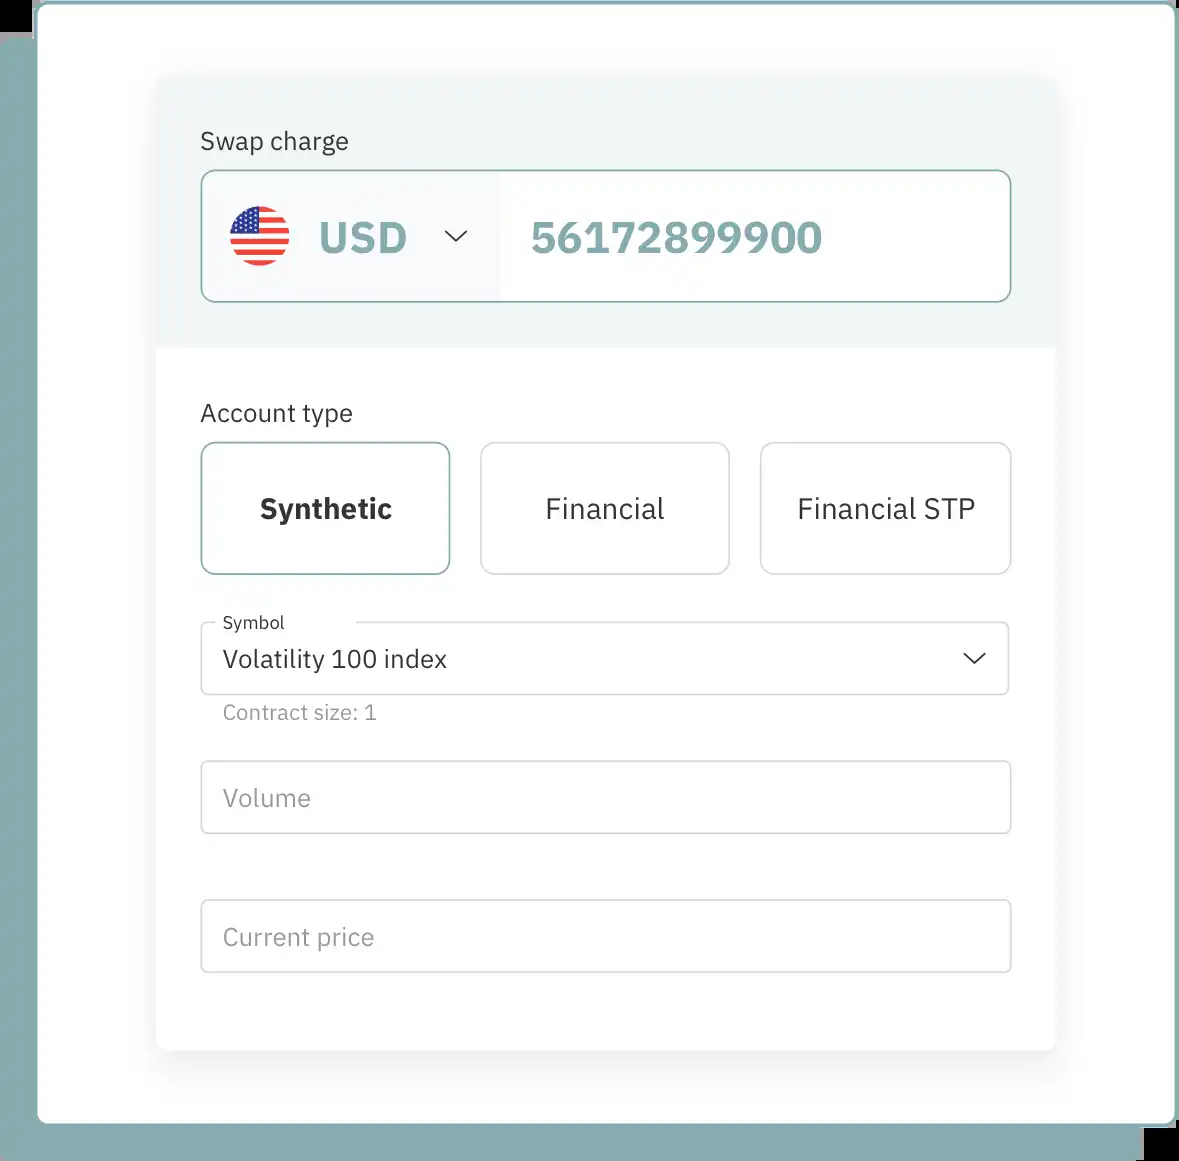 Swap charge
USD 56172899900
Account type
Synthetic Financial Financial STP
Symbol
Volatility 100 index
Contract size: 1
Volume
Current price